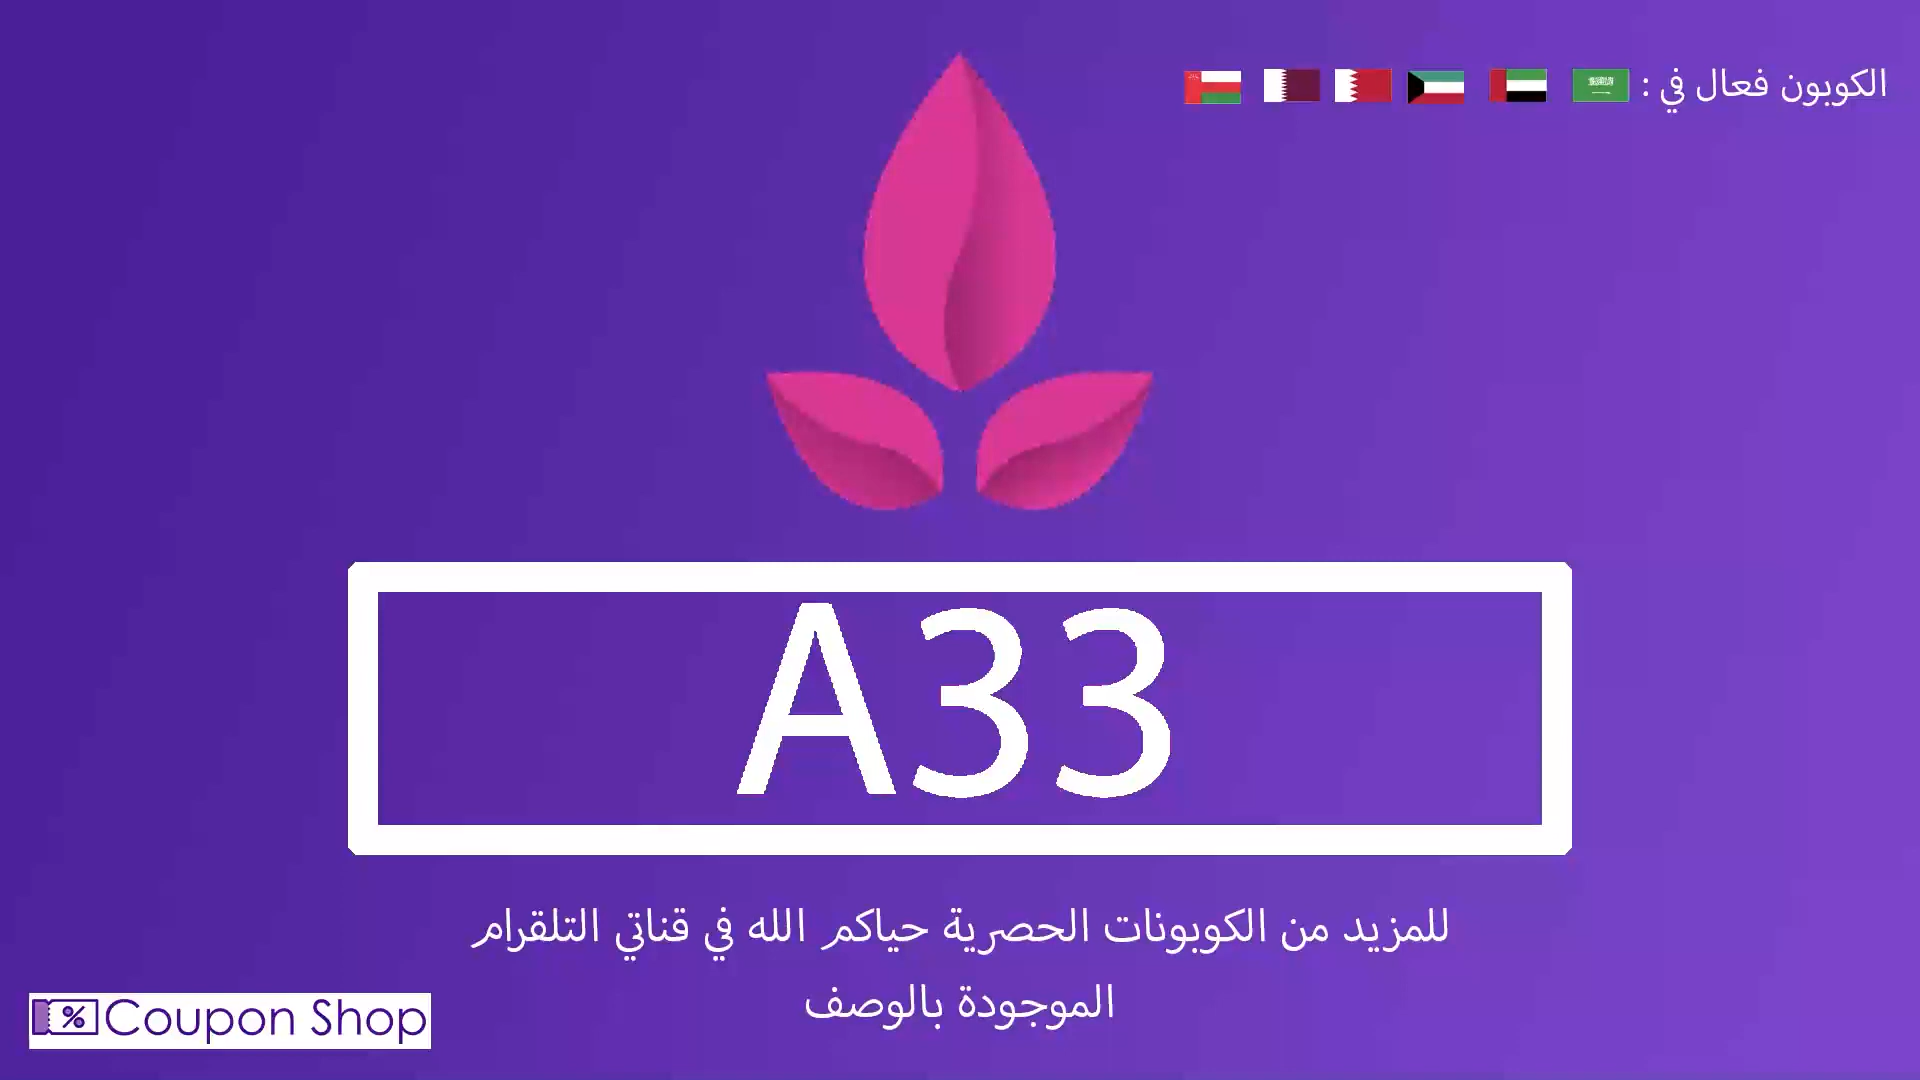 الكوبون فعال في :
A33
للمزيد من الكوبونات الحصرية حياكم الله في قناتي التلقرام
الموجودة بالوصف
Coupon Shop